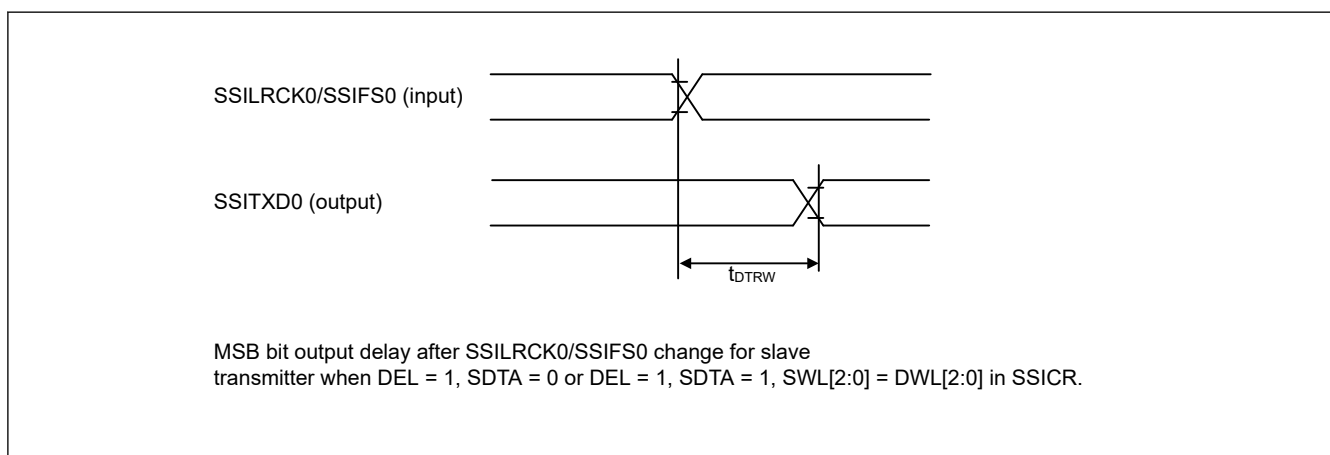 SSILRCK0/SSIFS0 (input)
SSITXD0 (output)
tDTRW
MSB bit output delay after SSILRCK0/SSIFS0 change for slave
transmitter when DEL = 1, SDTA = 0 or DEL = 1, SDTA = 1, SWL[2:0] = DWL[2:0] in SSICR.